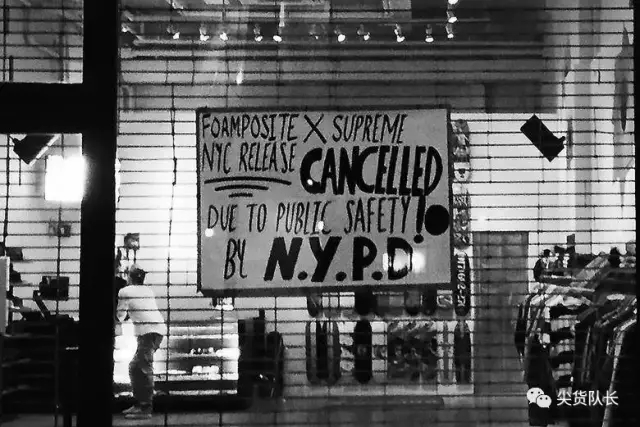 FOAMPOSITE X SUPREME
NYC RELEASE CANCELLED
DUE TO PUBLIC SAFETY!
BY N.Y.P.D
尖货队长